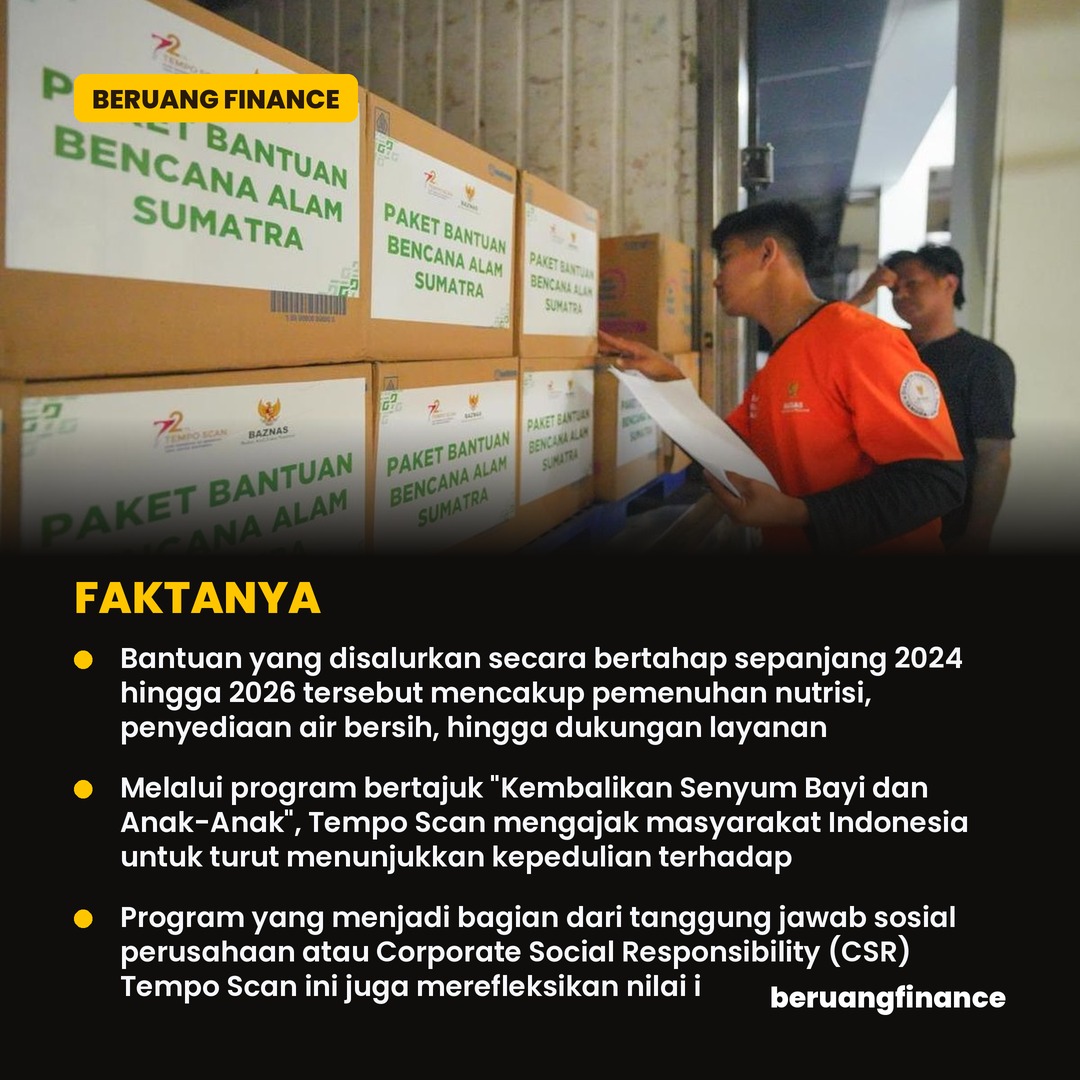 BERUANG FINANCE
BANTUAN
BENCANA ALAM
SUMATRA
PAKET BANTUAN
BENCANA ALAM
SUMATRA
PAKET BANTUAN
BENCANA ALAM
SUMATRA
TEMPO SCAN
BAZNAS
PAKET BANTUAN
ALAM
PAKET BANTUAN
BENCANA ALAM
SUMATRA
PAKET BANTUAN
BENCANA ALAM
SUMATRA
FAKTANYA
Bantuan yang disalurkan secara bertahap sepanjang 2024
hingga 2026 tersebut mencakup pemenuhan nutrisi,
penyediaan air bersih, hingga dukungan layanan
Melalui program bertajuk "Kembalikan Senyum Bayi dan
Anak-Anak", Tempo Scan mengajak masyarakat Indonesia
untuk turut menunjukkan kepedulian terhadap
Program yang menjadi bagian dari tanggung jawab sosial
perusahaan atau Corporate Social Responsibility (CSR)
Tempo Scan ini juga merefleksikan nilai i
beruangfinance